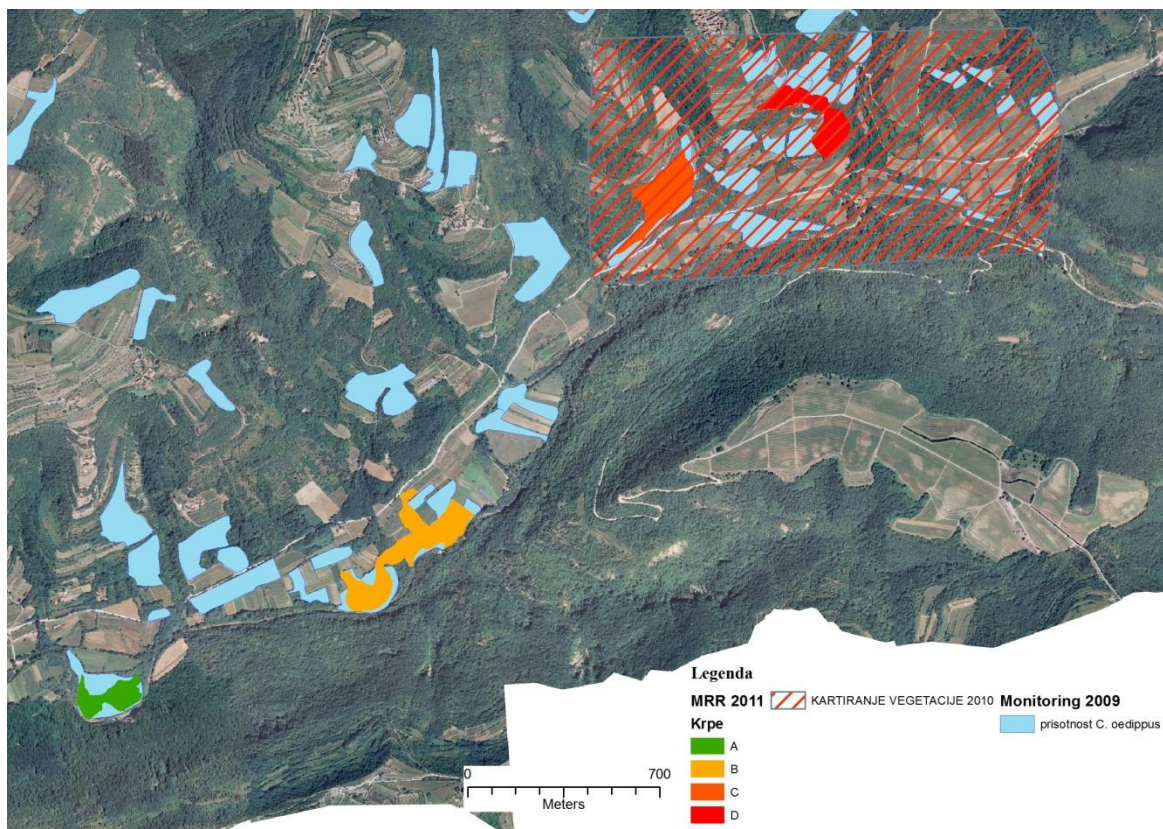 Legenda
MRR 2011 KARTIRANJE VEGETACIJE 2010 Monitoring 2009
Krpe prisotnost C. oedippus
A
B
C
D
0 700
Meters